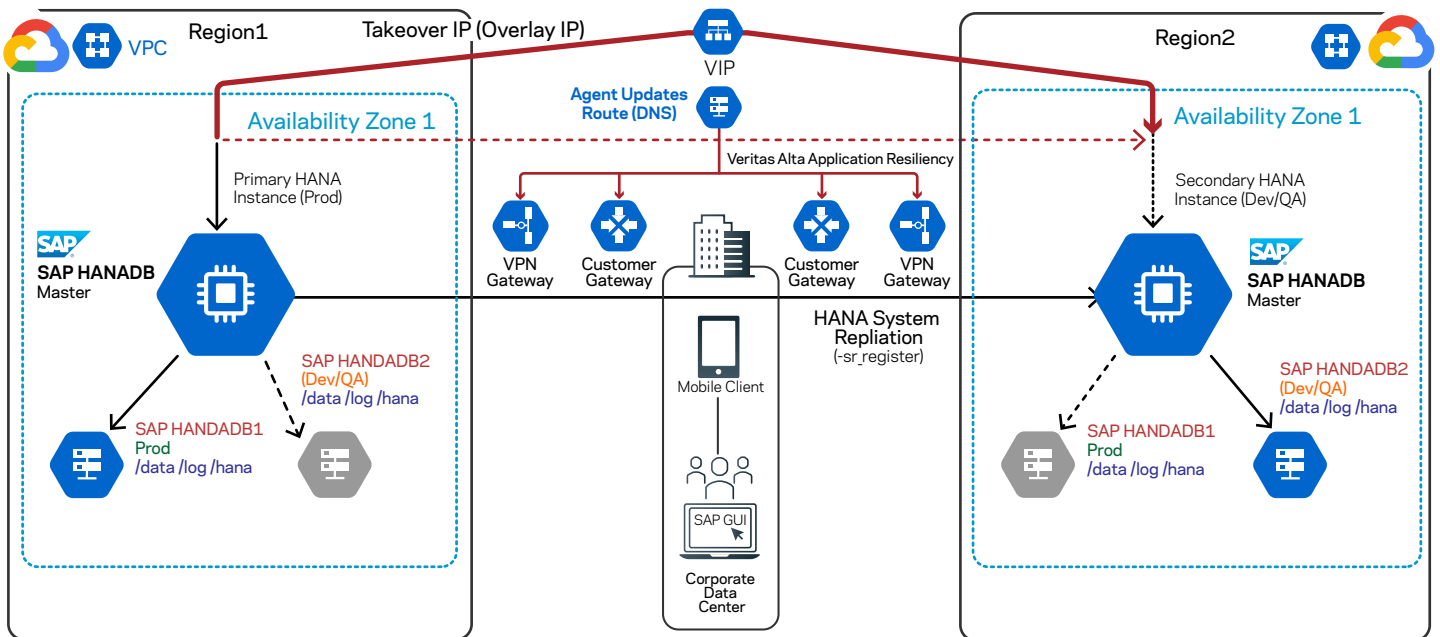 VPC
Region1
Takeover IP (Overlay IP)
VIP
Region2
Agent Updates
Route (DNS)
Availability Zone 1
Availability Zone 1
Veritas Alta Application Resiliency
Primary HANA
Instance (Prod)
Secondary HANA
Instance (Dev/QA)
SAP
SAP HANADB
Master
VPN
Gateway
Customer
Gateway
Customer
Gateway
VPN
Gateway
SAP
SAP HANADB
Master
HANA System
Repliation
(-sr_register)
SAP HANDADB2
(Dev/QA)
/data /log /hana
SAP HANDADB1
Prod
/data /log /hana
Mobile Client
SAP GUI
Corporate
Data
Center
SAP HANDADB2
(Dev/QA)
/data /log /hana
SAP HANDADB1
Prod
/data /log /hana